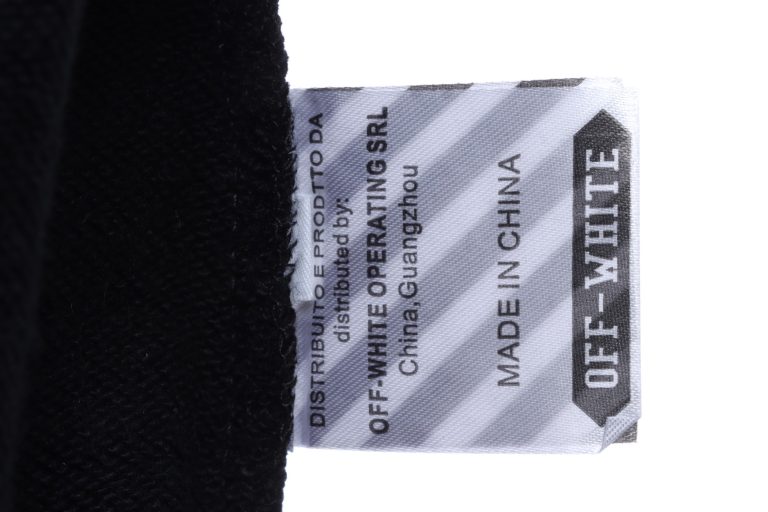 DISTRIBUITO E PRODTTO DA
distributed by:
OFF-WHITE OPERATING SRL
China,Guangzhou
MADE IN CHINA
OFF-WHITE